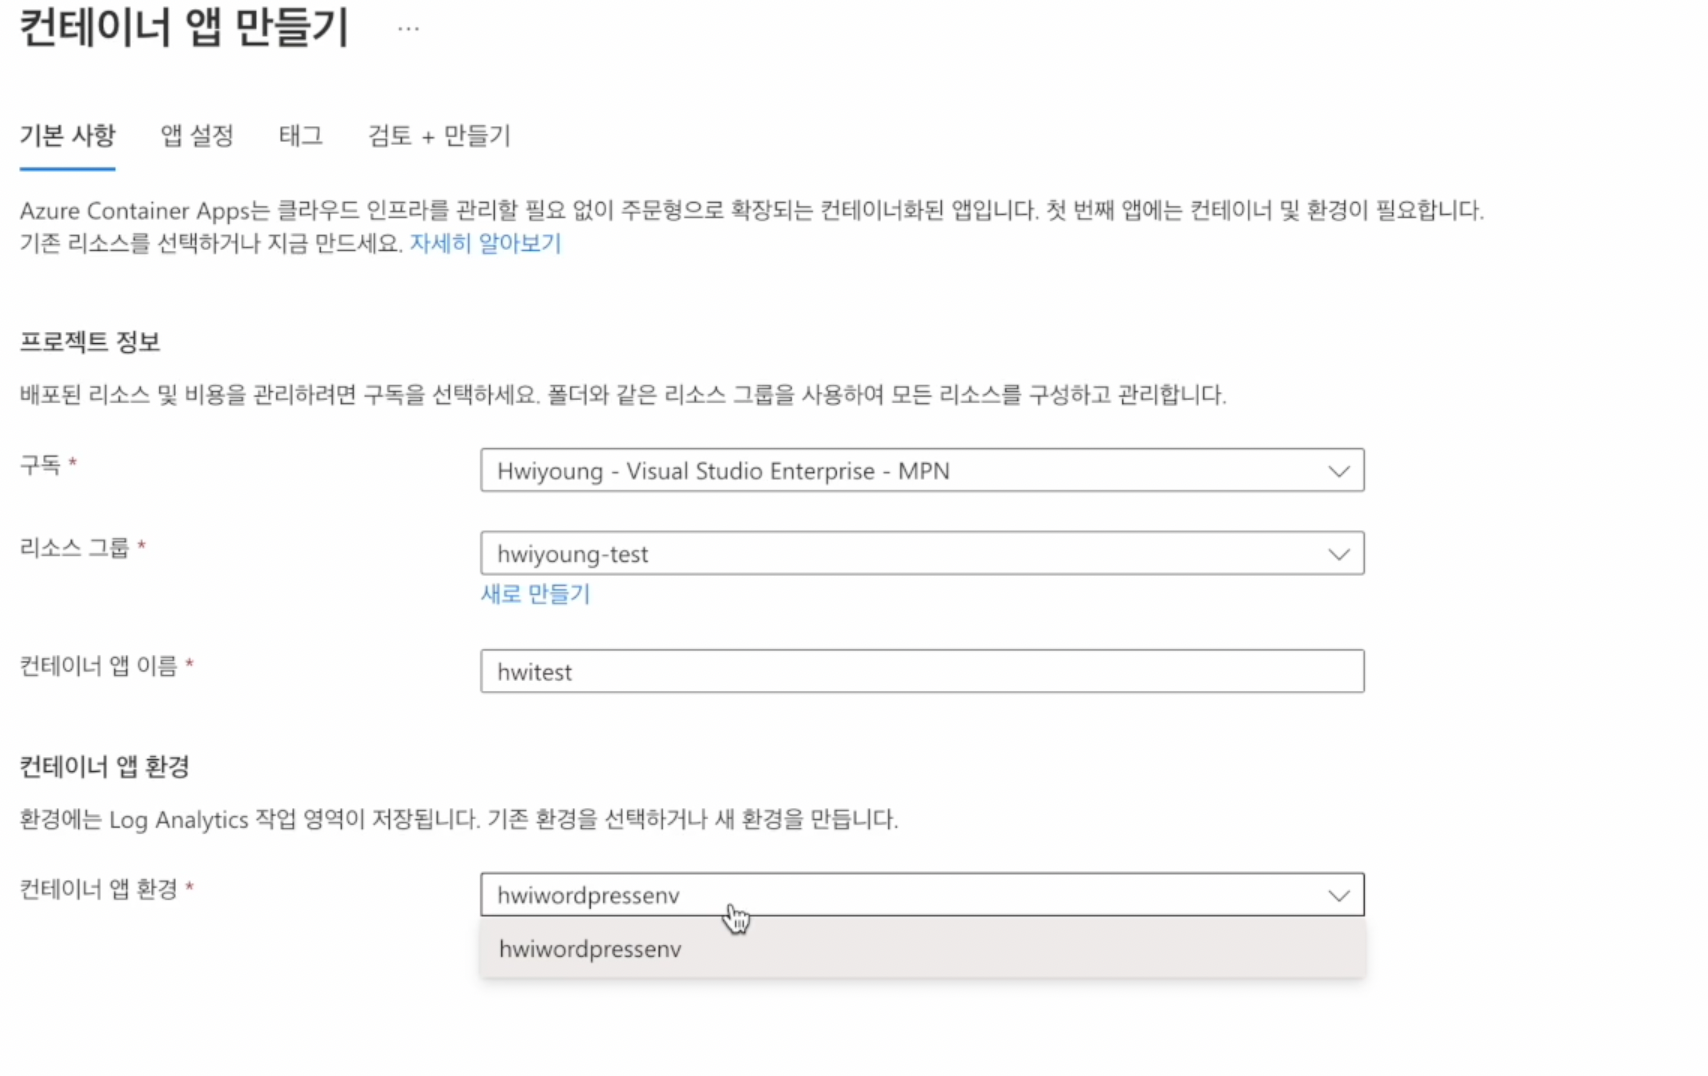 컨테이너 앱 만들기 ...
기본 사항 앱 설정 태그 검토 + 만들기
Azure Container Apps는 클라우드 인프라를 관리할 필요 없이 주문형으로 확장되는 컨테이너화된 앱입니다. 첫 번째 앱에는 컨테이너 및 환경이 필요합니다.
기존 리소스를 선택하거나 지금 만드세요. 자세히 알아보기
프로젝트 정보
배포된 리소스 및 비용을 관리하려면 구독을 선택하세요. 폴더와 같은 리소스 그룹을 사용하여 모든 리소스를 구성하고 관리합니다.
구독 * Hwiyoung - Visual Studio Enterprise - MPN
리소스 그룹 * hwiyoung-test
새로 만들기
컨테이너 앱 이름 * hwitest
컨테이너 앱 환경
환경에는 Log Analytics 작업 영역이 저장됩니다. 기존 환경을 선택하거나 새 환경을 만듭니다.
컨테이너 앱 환경 * hwiwordpressenv
hwiwordpressenv